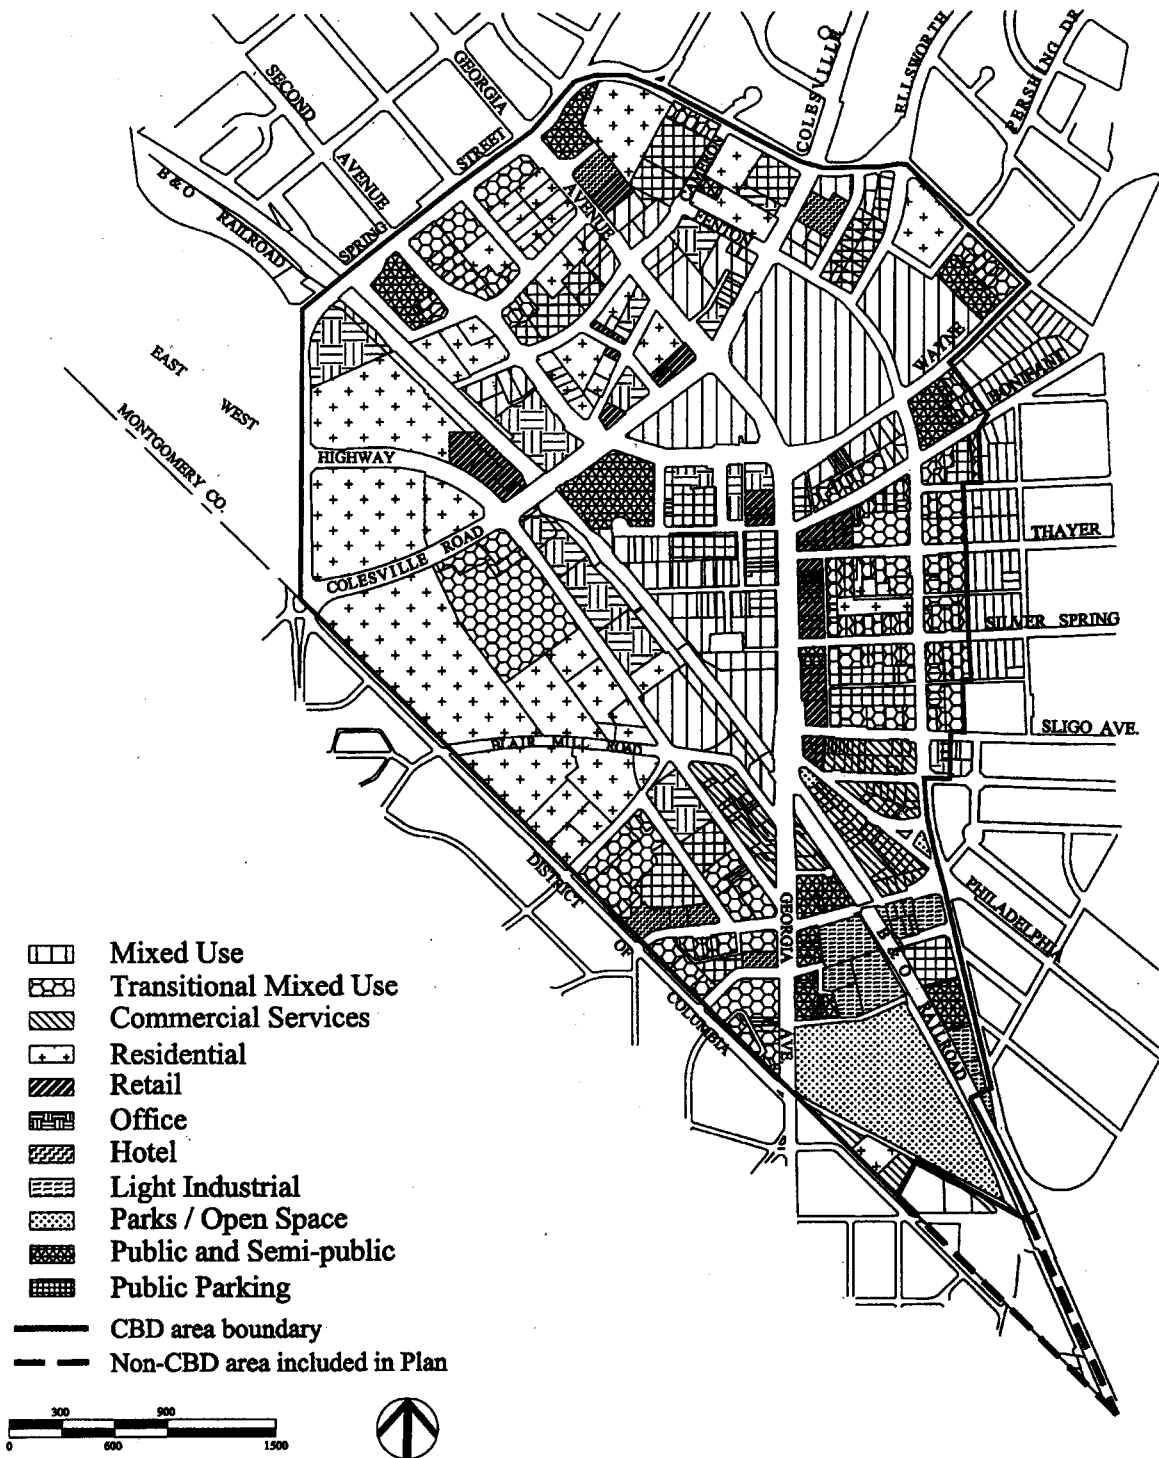 SECOND
AVENUE
GEORGIA
STREET
SPRING
COLESVILLE
ELLSWORTH
PERSHING DR
B & O
RAILROAD
AVENUE
CAMERON
FENTON
WAYNE
BONIFANT
EAST
WEST
HIGHWAY
MONTGOMERY CO.
COLESVILLE ROAD
THAYER
SILVER SPRING
SLIGO AVE.
BLAIR MILL ROAD
DISTRICT
OF
COLUMBIA
GEORGIA
AVE.
B & O RAILROAD
PHILADELPHIA
Mixed Use
Transitional Mixed Use
Commercial Services
Residential
Retail
Office
Hotel
Light Industrial
Parks / Open Space
Public and Semi-public
Public Parking
CBD area boundary
Non-CBD area included in Plan
300 900
0 600 1500